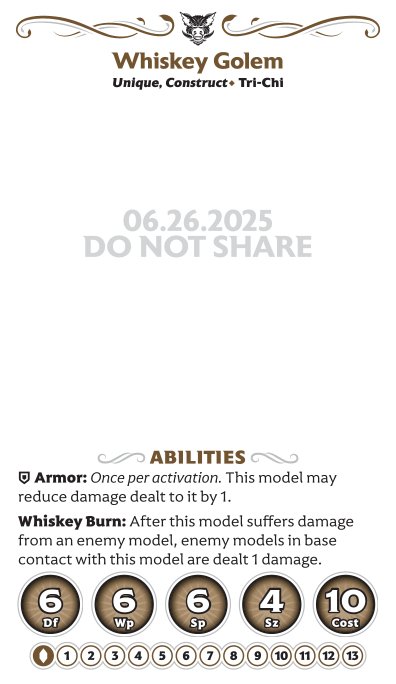 Whiskey Golem
Unique, Construct • Tri-Chi
06.26.2025
DO NOT SHARE
ABILITIES
Armor: Once per activation. This model may
reduce damage dealt to it by 1.
Whiskey Burn: After this model suffers damage
from an enemy model, enemy models in base
contact with this model are dealt 1 damage.
6 6 6 4 10
Df Wp Sp Sz Cost
1 2 3 4 5 6 7 8 9 10 11 12 13